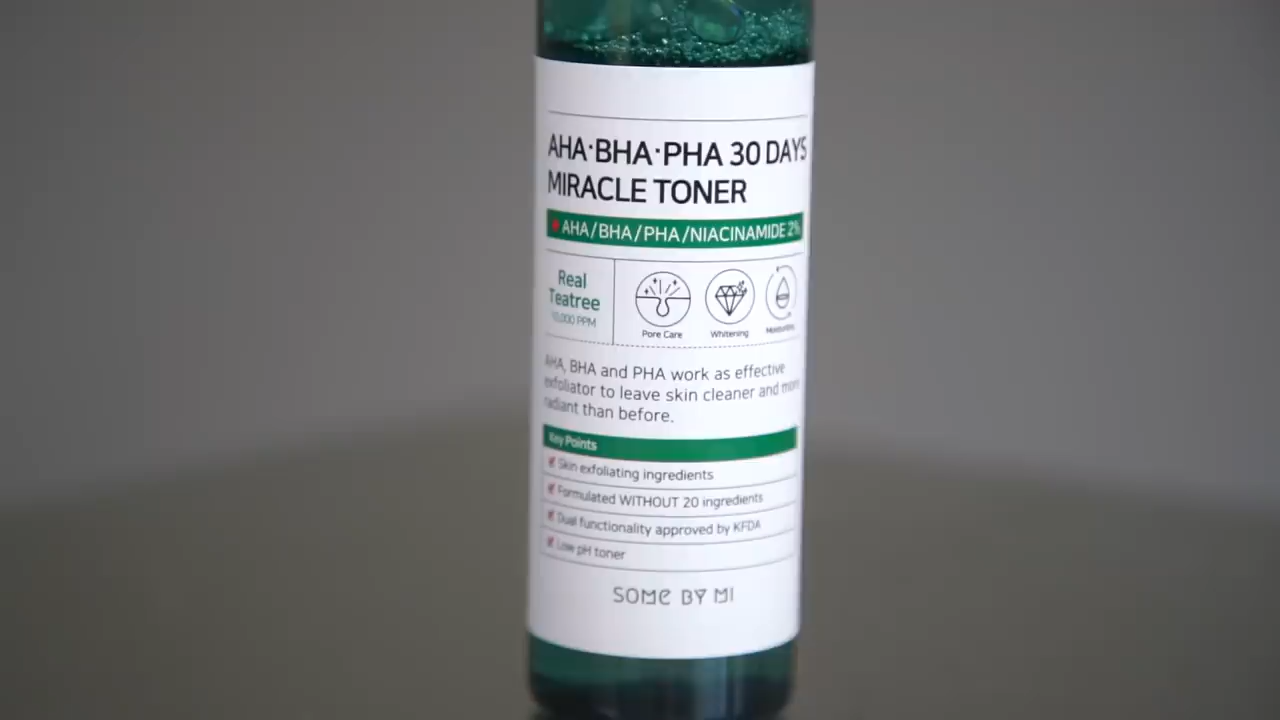 AHA·BHA·PHA 30 DAYS
MIRACLE TONER
AHA/BHA/PHA/NIACINAMIDE 2%
Real
Teatree
10,000 PPM
Pore Care
Whitening
Moisturizing
AHA, BHA and PHA work as effective
exfoliator to leave skin cleaner and more
radiant than before.
Key Points
Skin exfoliating ingredients
Formulated WITHOUT 20 ingredients
Dual functionality approved by KFDA
Low pH toner
SOME BY MI